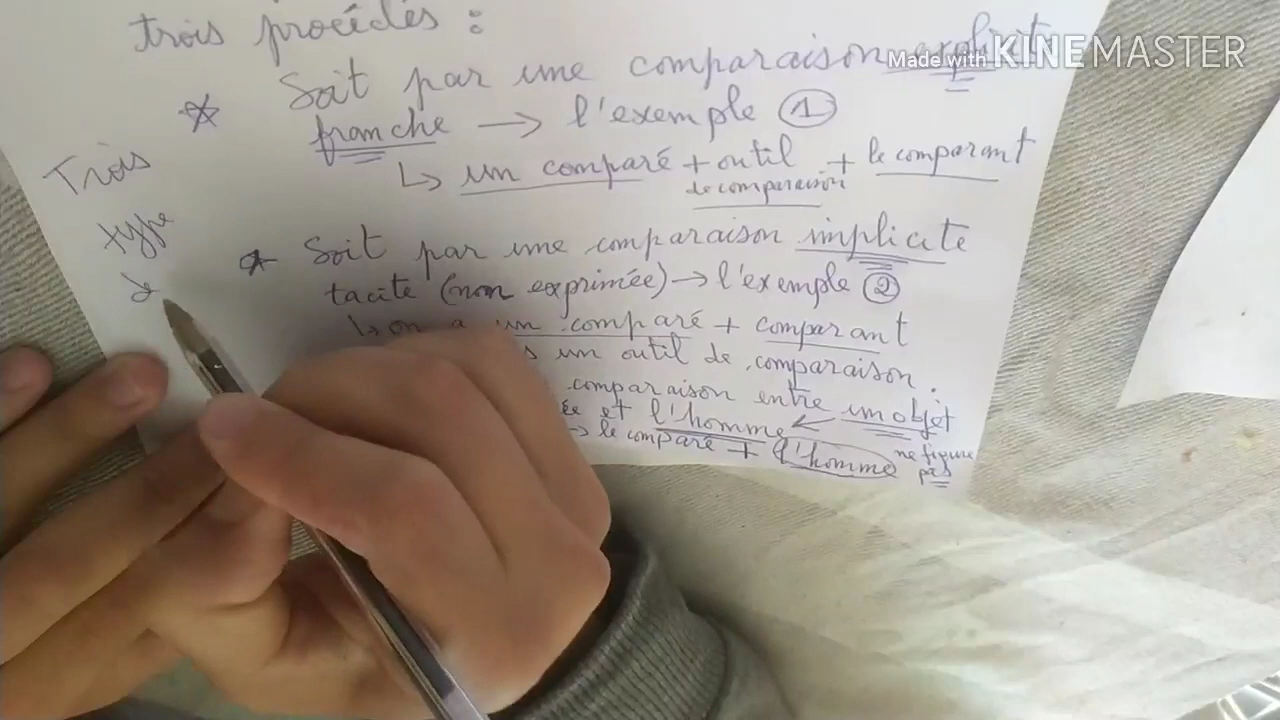 trois procédés :
Made with KINEMASTER
* Soit par une comparaison explicite
franche → l'exemple 1
↳ un comparé + outil + le comparant
de comparaison
Trois
type
d
* Soit par une comparaison implicite
tacite (non exprimée) → l'exemple 2
↳ on a un comparé + comparant
un outil de comparaison.
comparaison entre un objet
et l'homme ←
→ le comparé + l'homme ne figure
pas